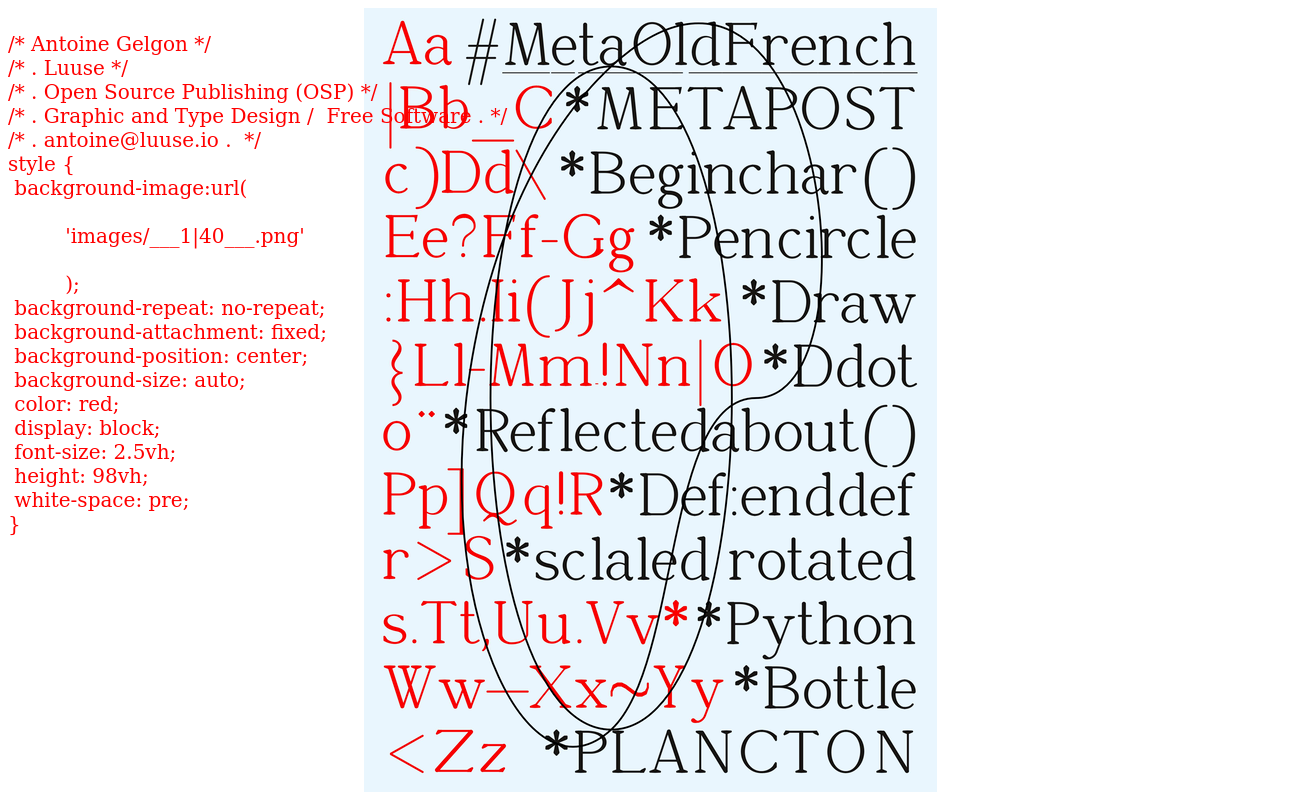 /* Antoine Gelgon */
/* . Luuse */
/* . Open Source Publishing (OSP) */
/* . Graphic and Type Design /  Free Software . */
/* . antoine@luuse.io .  */
style {
background-image:url(
'images/___1|40___.png'
);
background-repeat: no-repeat;
background-attachment: fixed;
background-position: center;
background-size: auto;
color: red;
display: block;
font-size: 2.5vh;
height: 98vh;
white-space: pre;
}
Aa #MetaOldFrench
|Bb_C*METAPOST
c)Dd\ *Beginchar()
Ee?Ff-Gg *Pencircle
:Hh.Ii(Jj^Kk *Draw
{Ll-Mm!Nn|O *Ddot
o¨*Reflectedabout()
Pp]Qq!R*Def:enddef
r>S*sclaled rotated
s.Tt,Uu.Vv* *Python
Ww—Xx~Yy *Bottle
<Zz *PLANCTON